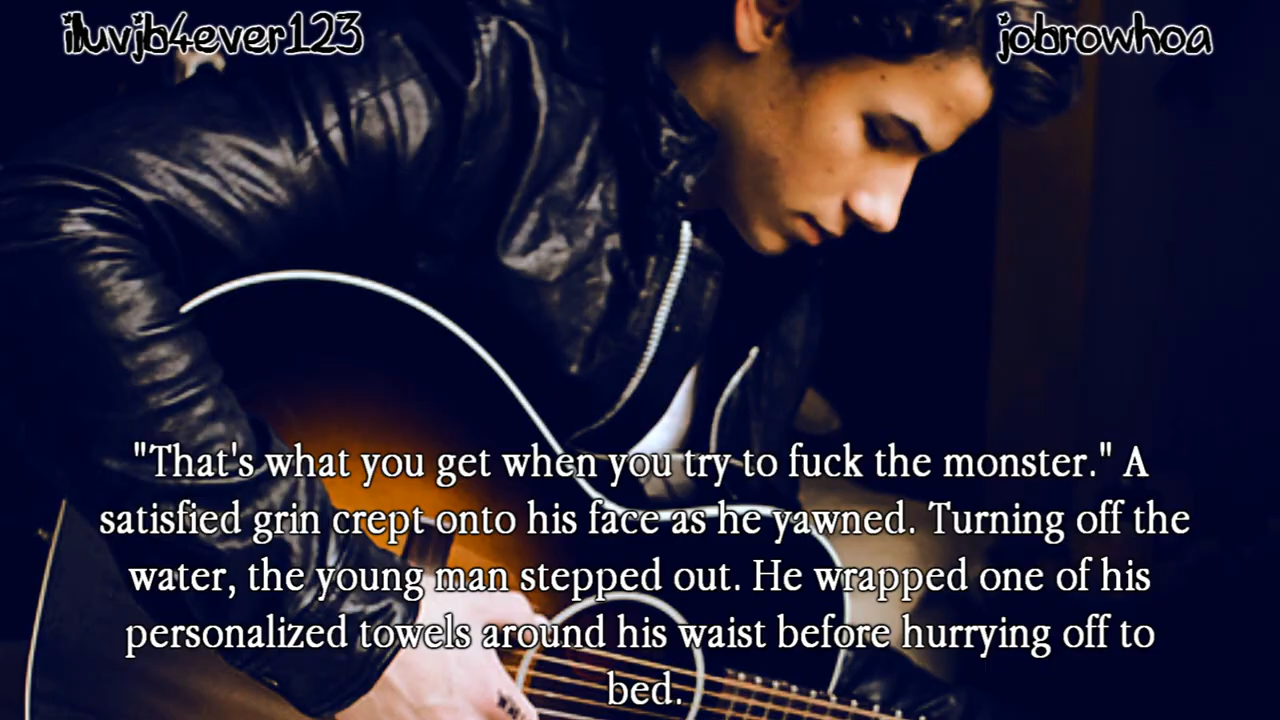 iluvjb4ever123
jobrowhoa
"That's what you get when you try to fuck the monster." A
satisfied grin crept onto his face as he yawned. Turning off the
water, the young man stepped out. He wrapped one of his
personalized towels around his waist before hurrying off to
bed.